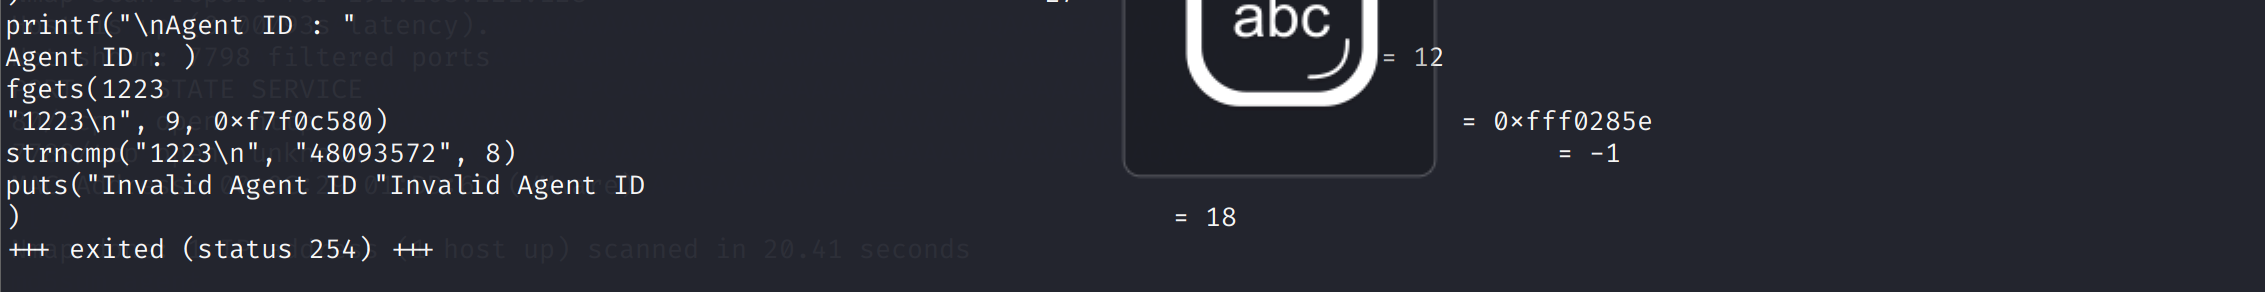 printf("\nAgent ID : "
abc
Agent ID : ) = 12
fgets(1223
"1223\n", 9, 0×f7f0c580) = 0×fff0285e
strncmp("1223\n", "48093572", 8) = -1
puts("Invalid Agent ID "Invalid Agent ID
) = 18
+++ exited (status 254) +++
latency).
7798 filtered ports
STATE SERVICE
host up) scanned in 20.41 seconds